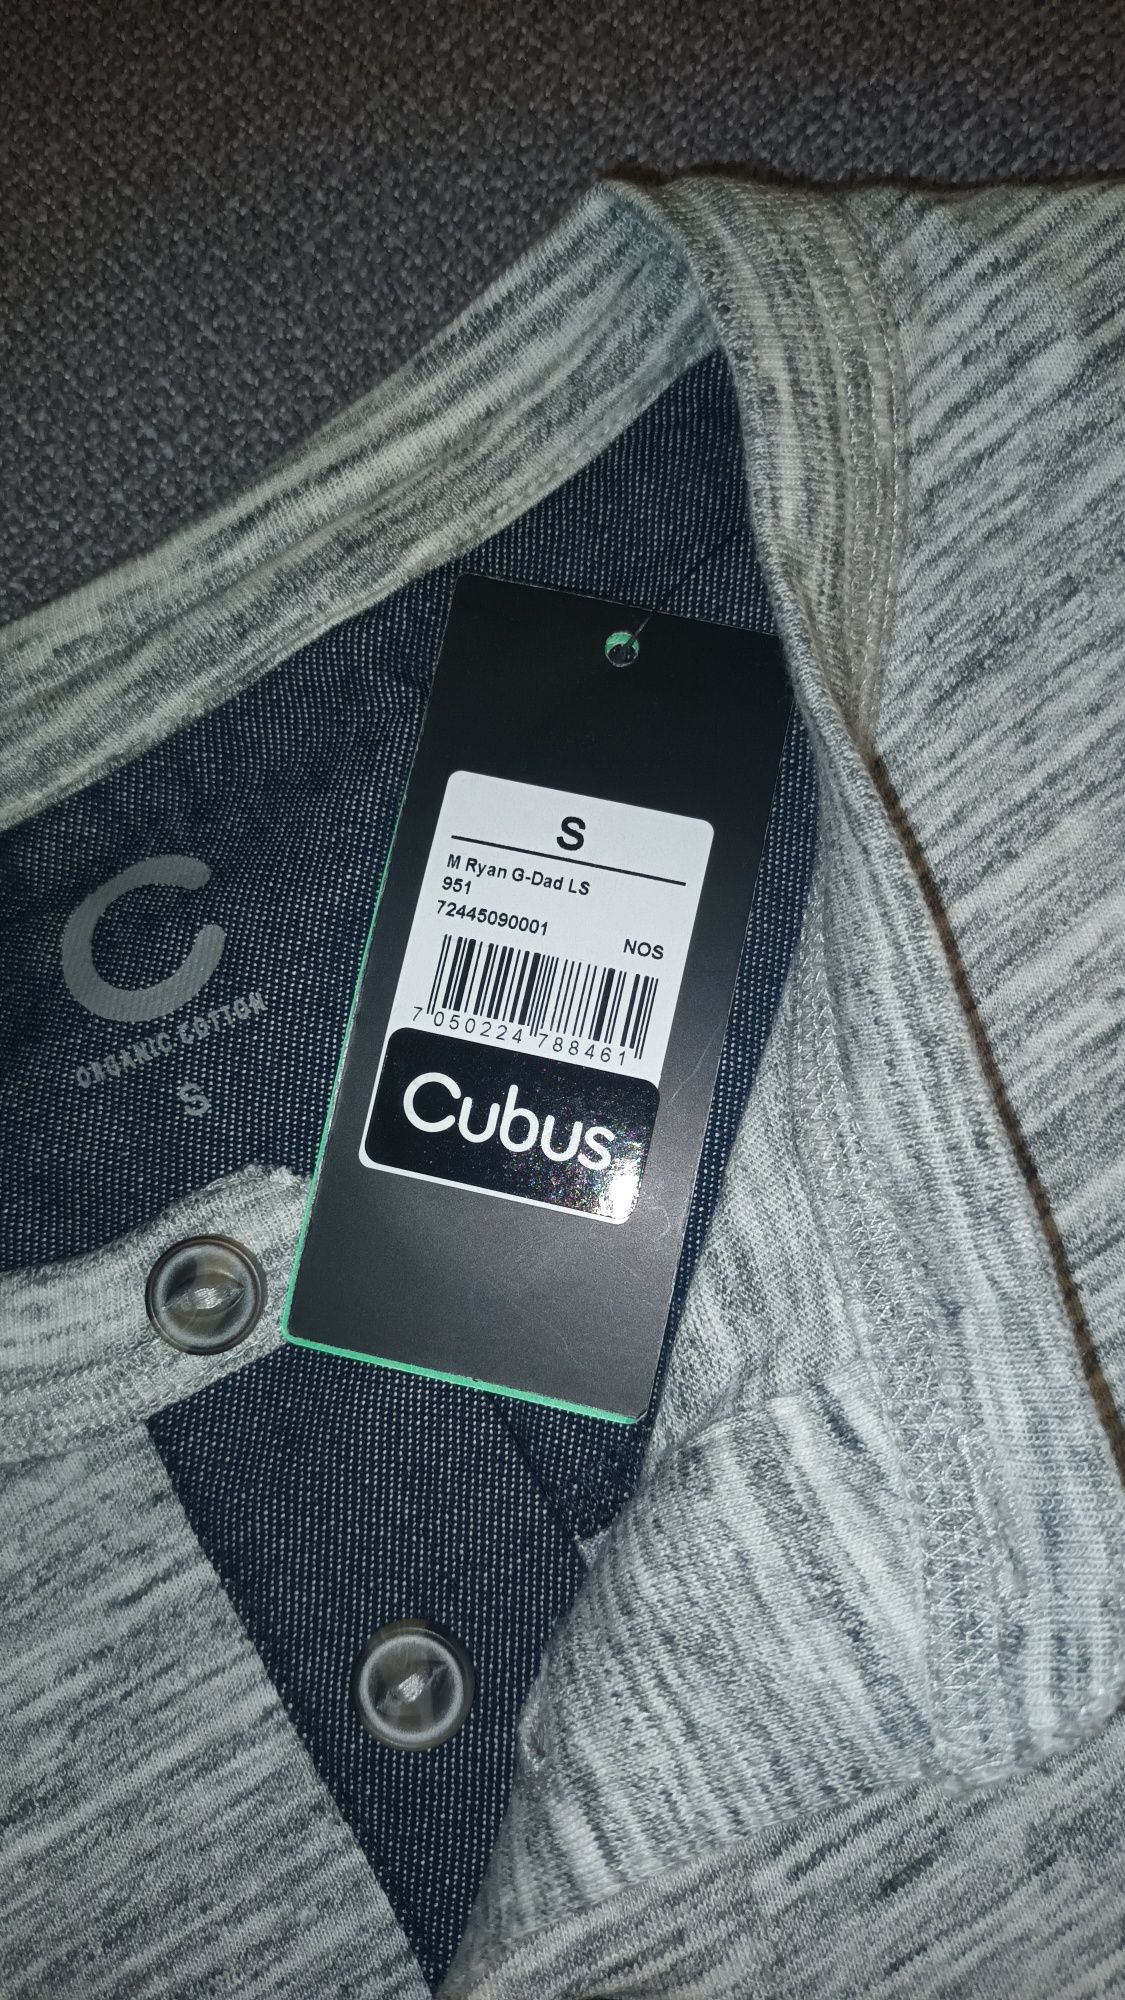 S
M Ryan G-Dad LS
951
72445090001
NOS
7 050224 788461
Cubus
C
ORGANIC COTTON
S